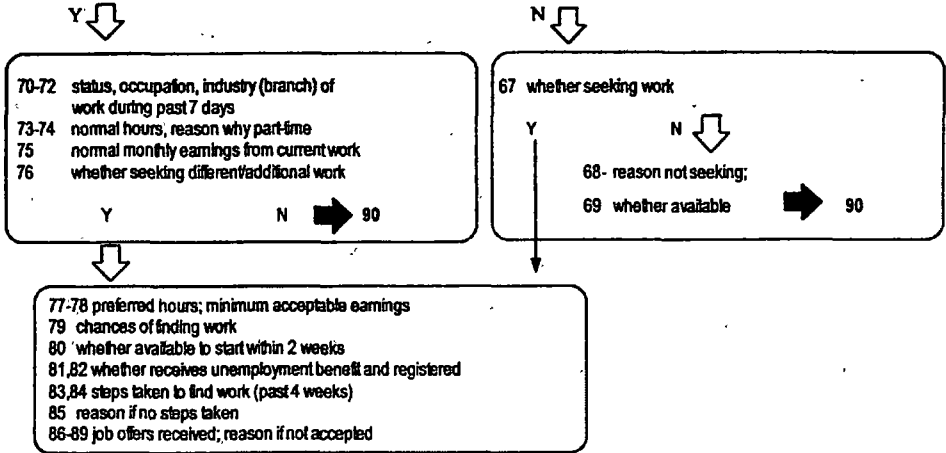 Y
N
70-72 status, occupation, industry (branch) of
work during past 7 days
73-74 normal hours, reason why part-time
75 normal monthly earnings from current work
76 whether seeking different/additional work
Y N 90
67 whether seeking work
Y N
68- reason not seeking;
69 whether available 90
77-78 preferred hours; minimum acceptable earnings
79 chances of finding work
80 whether available to start within 2 weeks
81,82 whether receives unemployment benefit and registered
83,84 steps taken to find work (past 4 weeks)
85 reason if no steps taken
86-89 job offers received; reason if not accepted